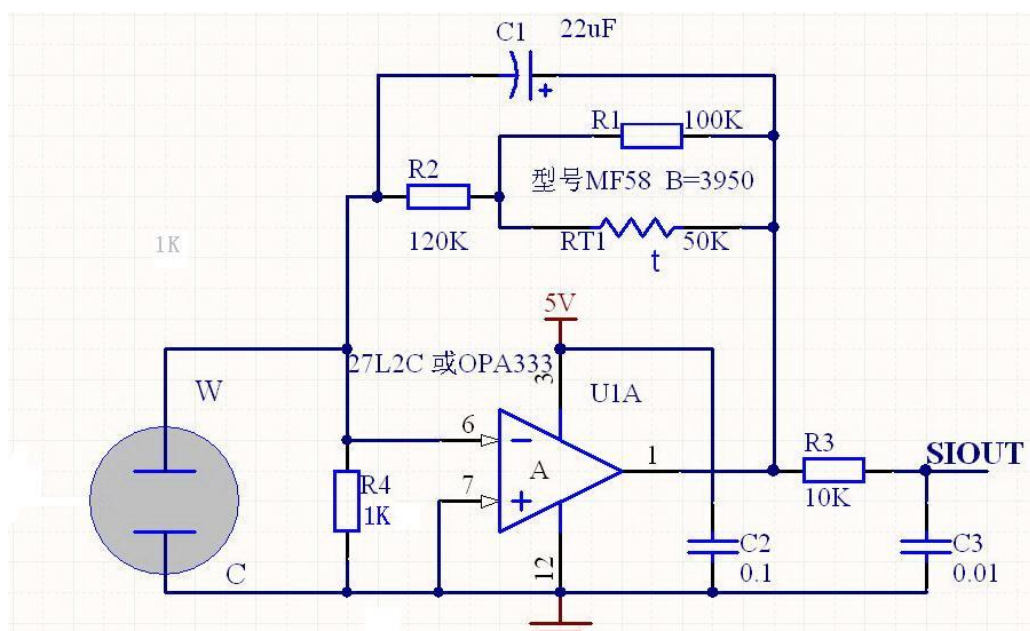 C1 22uF
R1 100K
R2
型号MF58 B=3950
1K
120K
RT1 50K
t
5V
27L2C 或OPA333
3
W
U1A
6
R3
SIOUT
A
1
7
R4
1K
10K
C2
C3
12
C
0.1
0.01